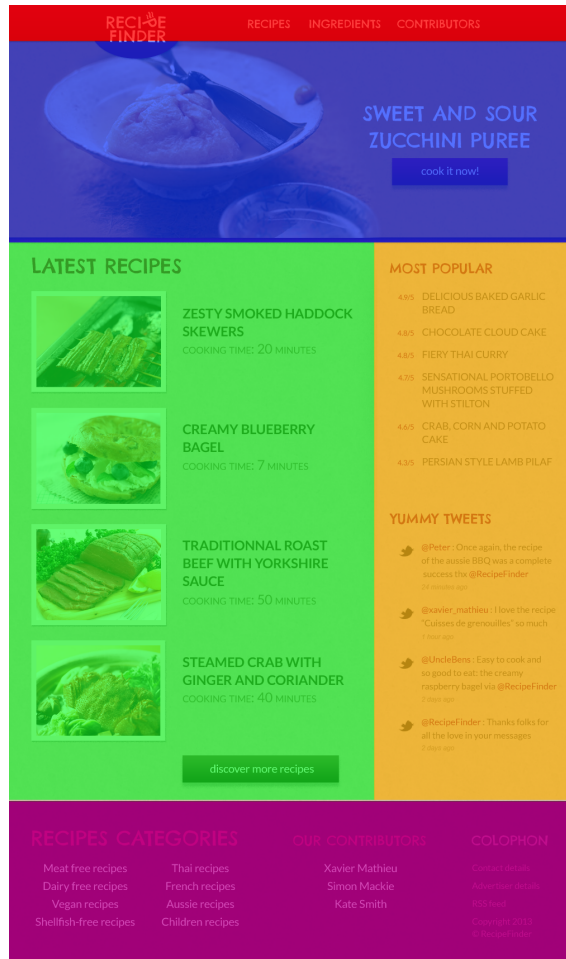 RECIPE
FINDER
RECIPES INGREDIENTS CONTRIBUTORS
SWEET AND SOUR
ZUCCHINI PUREE
cook it now!
LATEST RECIPES
ZESTY SMOKED HADDOCK
SKEWERS
COOKING TIME: 20 MINUTES
CREAMY BLUEBERRY
BAGEL
COOKING TIME: 7 MINUTES
TRADITIONNAL ROAST
BEEF WITH YORKSHIRE
SAUCE
COOKING TIME: 50 MINUTES
STEAMED CRAB WITH
GINGER AND CORIANDER
COOKING TIME: 40 MINUTES
discover more recipes
MOST POPULAR
4.9/5 DELICIOUS BAKED GARLIC
BREAD
4.8/5 CHOCOLATE CLOUD CAKE
4.8/5 FIERY THAI CURRY
4.7/5 SENSATIONAL PORTOBELLO
MUSHROOMS STUFFED
WITH STILTON
4.6/5 CRAB, CORN AND POTATO
CAKE
4.3/5 PERSIAN STYLE LAMB PILAF
YUMMY TWEETS
@Peter : Once again, the recipe
of the aussie BBQ was a complete
success thx @RecipeFinder
24 minutes ago
@xavier_mathieu : I love the recipe
"Cuisses de grenouilles" so much
1 hour ago
@UncleBens : Easy to cook and
so good to eat: the creamy
raspberry bagel via @RecipeFinder
2 days ago
@RecipeFinder : Thanks folks for
all the love in your messages
2 days ago
RECIPES CATEGORIES
Meat free recipes Thai recipes
Dairy free recipes French recipes
Vegan recipes Aussie recipes
Shellfish-free recipes Children recipes
OUR CONTRIBUTORS
Xavier Mathieu
Simon Mackie
Kate Smith
COLOPHON
Contact details
Advertiser details
RSS feed
Copyright 2013
© RecipeFinder